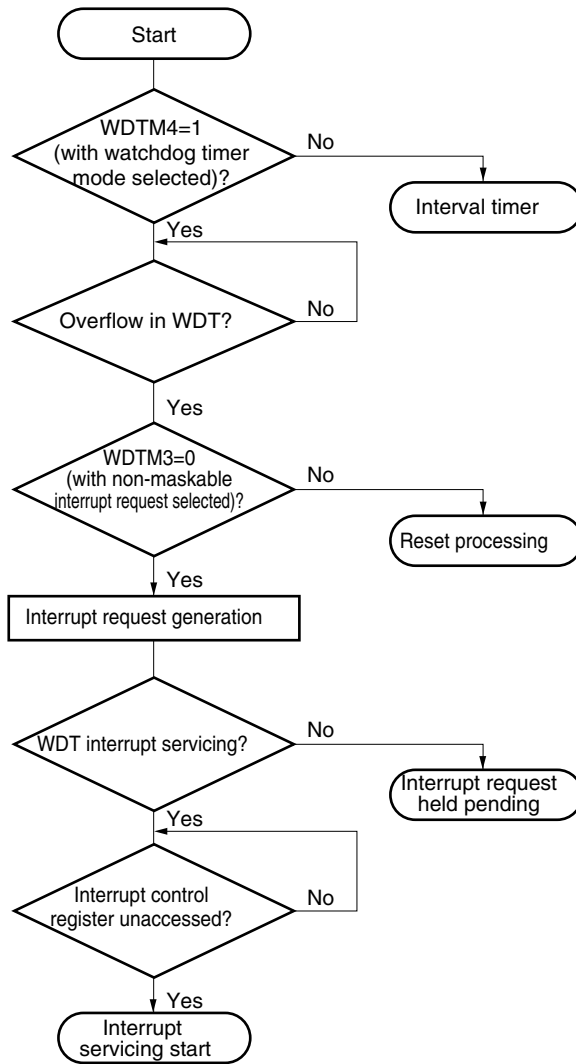 Start
WDTM4=1
(with watchdog timer
mode selected)?
No
Interval timer
Yes
Overflow in WDT?
No
Yes
WDTM3=0
(with non-maskable
interrupt request selected)?
No
Reset processing
Yes
Interrupt request generation
WDT interrupt servicing?
No
Interrupt request
held pending
Yes
Interrupt control
register unaccessed?
No
Yes
Interrupt
servicing start